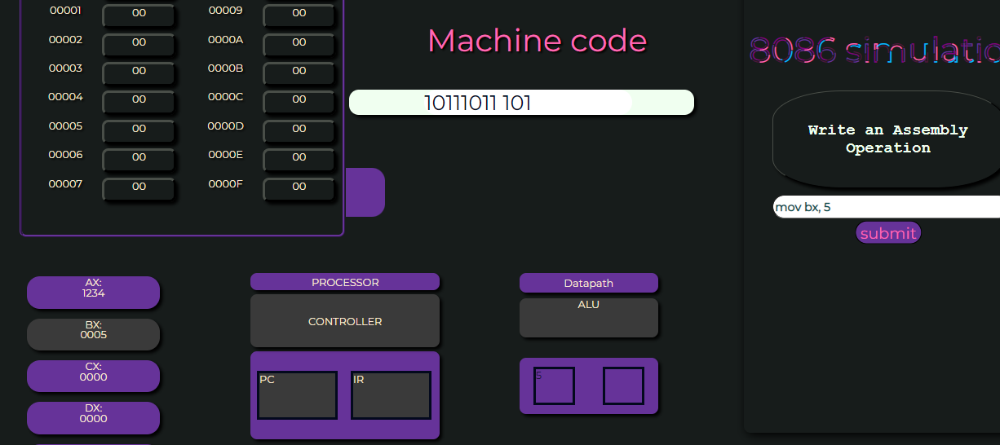 00001 00 00009 00
00002 00 0000A 00
00003 00 0000B 00
00004 00 0000C 00
00005 00 0000D 00
00006 00 0000E 00
00007 00 0000F 00
Machine code
10111011 101
8086 simulatio
Write an Assembly
Operation
mov bx, 5
submit
AX:
1234
BX:
0005
CX:
0000
DX:
0000
PROCESSOR
CONTROLLER
PC IR
Datapath
ALU
5